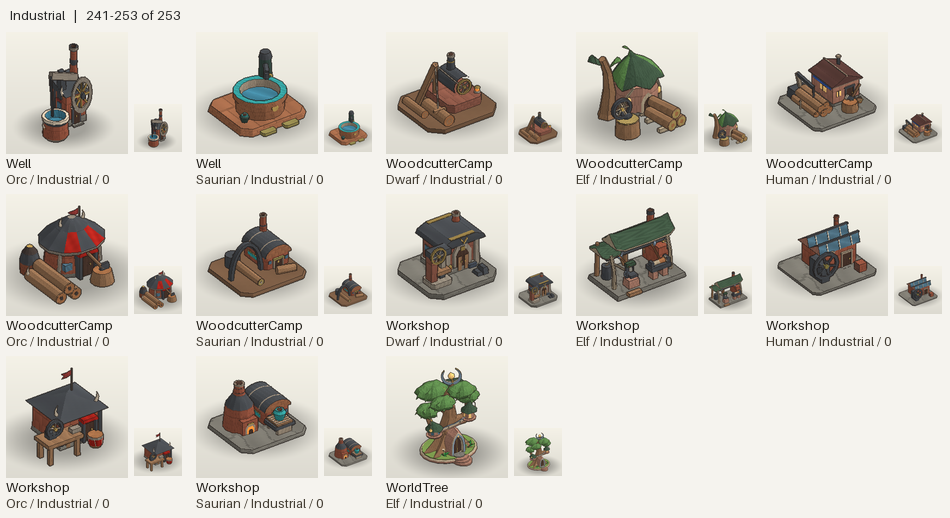 Industrial | 241-253 of 253
Well
Orc / Industrial / 0
Well
Saurian / Industrial / 0
WoodcutterCamp
Dwarf / Industrial / 0
WoodcutterCamp
Elf / Industrial / 0
WoodcutterCamp
Human / Industrial / 0
WoodcutterCamp
Orc / Industrial / 0
WoodcutterCamp
Saurian / Industrial / 0
Workshop
Dwarf / Industrial / 0
Workshop
Elf / Industrial / 0
Workshop
Human / Industrial / 0
Workshop
Orc / Industrial / 0
Workshop
Saurian / Industrial / 0
WorldTree
Elf / Industrial / 0